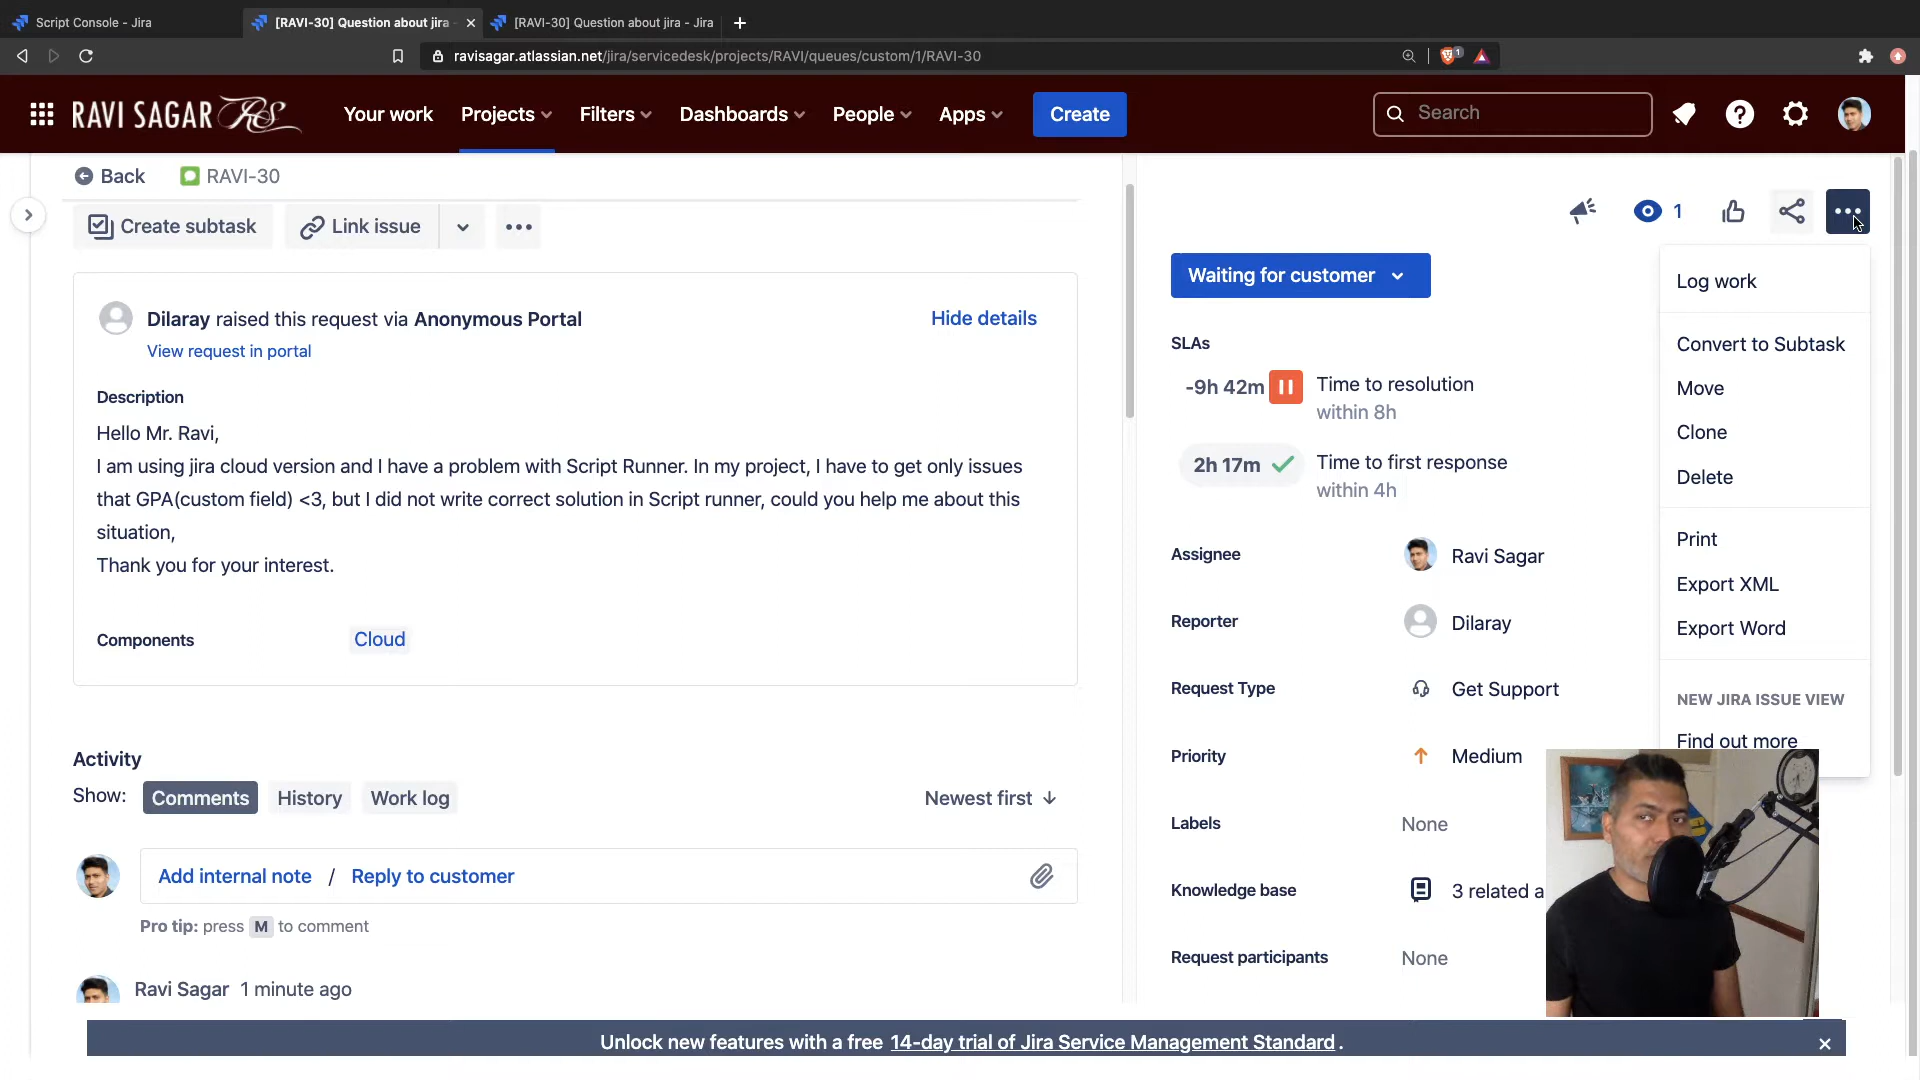 Script Console - Jira
[RAVI-30] Question about jira -
[RAVI-30] Question about jira - Jira
ravisagar.atlassian.net/jira/servicedesk/projects/RAVI/queues/custom/1/RAVI-30
1
RAVI SAGAR RS
Your work
Projects
Filters
Dashboards
People
Apps
Create
Search
Back
RAVI-30
Create subtask
Link issue
Dilaray raised this request via Anonymous Portal
Hide details
View request in portal
Description
Hello Mr. Ravi,
I am using jira cloud version and I have a problem with Script Runner. In my project, I have to get only issues
that GPA(custom field) <3, but I did not write correct solution in Script runner, could you help me about this
situation,
Thank you for your interest.
Components
Cloud
Activity
Show:
Comments
History
Work log
Newest first
Add internal note / Reply to customer
Pro tip: press M to comment
Ravi Sagar 1 minute ago
1
Waiting for customer
SLAs
-9h 42m
Time to resolution
within 8h
2h 17m
Time to first response
within 4h
Assignee
Ravi Sagar
Reporter
Dilaray
Request Type
Get Support
Priority
Medium
Labels
None
Knowledge base
3 related a
Request participants
None
Log work
Convert to Subtask
Move
Clone
Delete
Print
Export XML
Export Word
NEW JIRA ISSUE VIEW
Find out more
Unlock new features with a free 14-day trial of Jira Service Management Standard.